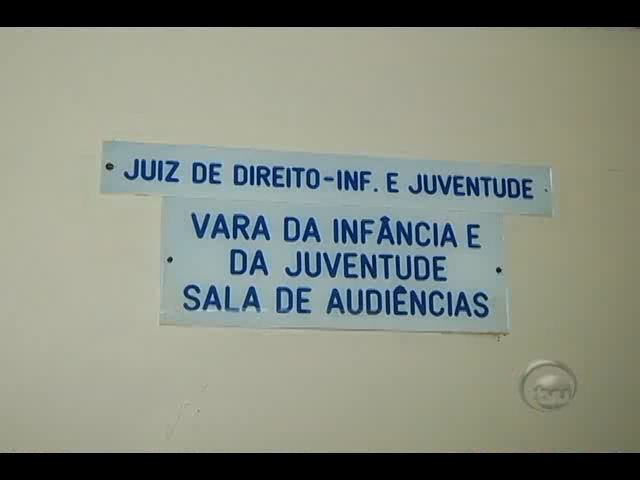 JUIZ DE DIREITO-INF. E JUVENTUDE
VARA DA INFÂNCIA E
DA JUVENTUDE
SALA DE AUDIÊNCIAS